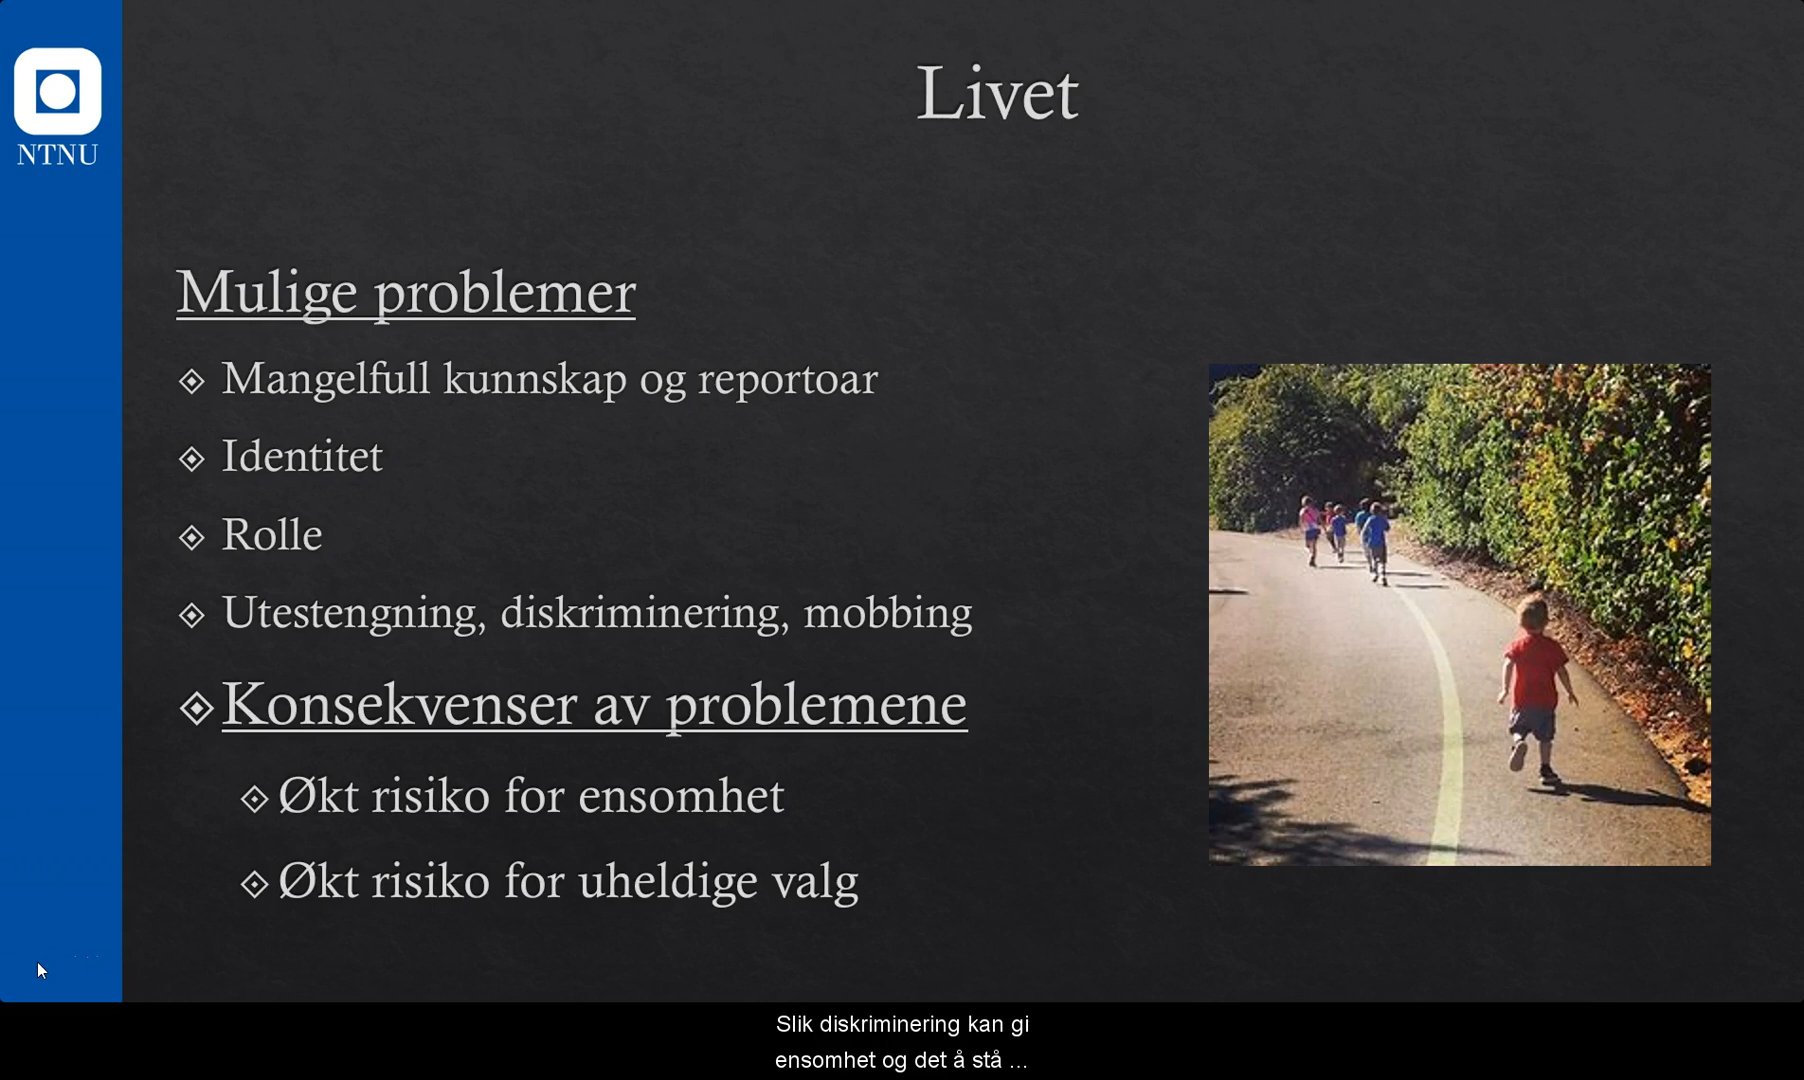 NTNU
Livet
Mulige problemer
Mangelfull kunnskap og reportoar
Identitet
Rolle
Utestengning, diskriminering, mobbing
Konsekvenser av problemene
Økt risiko for ensomhet
Økt risiko for uheldige valg
Slik diskriminering kan gi
ensomhet og det å stå ...